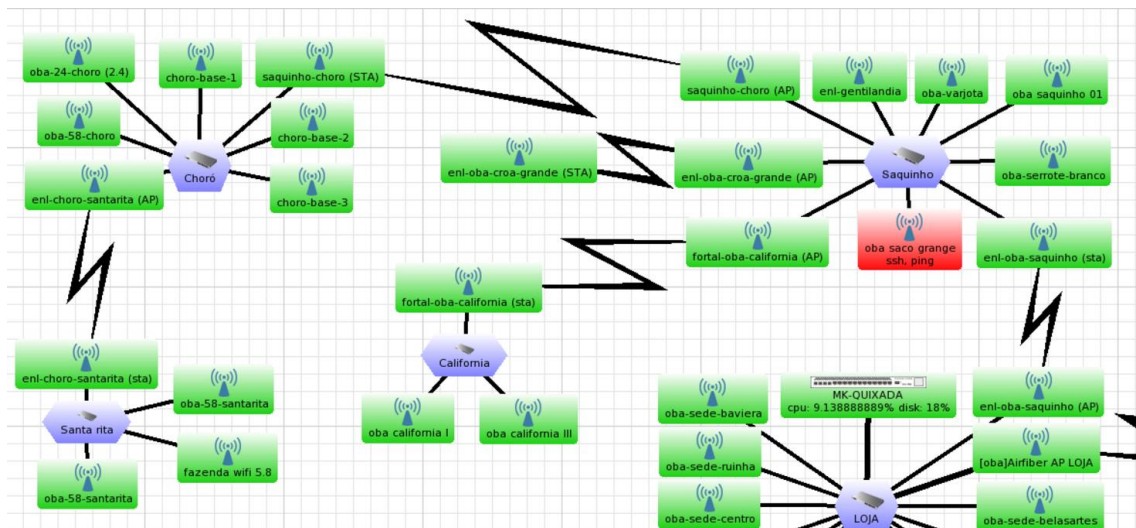 oba-24-choro (2.4)
choro-base-1
saquinho-choro (STA)
oba-58-choro
choro-base-2
Choró
enl-choro-santarita (AP)
choro-base-3
saquinho-choro (AP)
enl-gentilandia
oba-varjota
oba saquinho 01
enl-oba-croa-grande (STA)
enl-oba-croa-grande (AP)
Saquinho
oba-serrote-branco
fortal-oba-california (AP)
oba saco grange
ssh, ping
enl-oba-saquinho (sta)
fortal-oba-california (sta)
California
oba california I
oba california III
enl-choro-santarita (sta)
oba-58-santarita
Santa rita
fazenda wifi 5.8
oba-58-santarita
oba-sede-baviera
MK-QUIXADA
cpu: 9.138888889% disk: 18%
enl-oba-saquinho (AP)
oba-sede-ruinha
[oba]Airfiber AP LOJA
oba-sede-centro
LOJA
oba-sede-belasartes